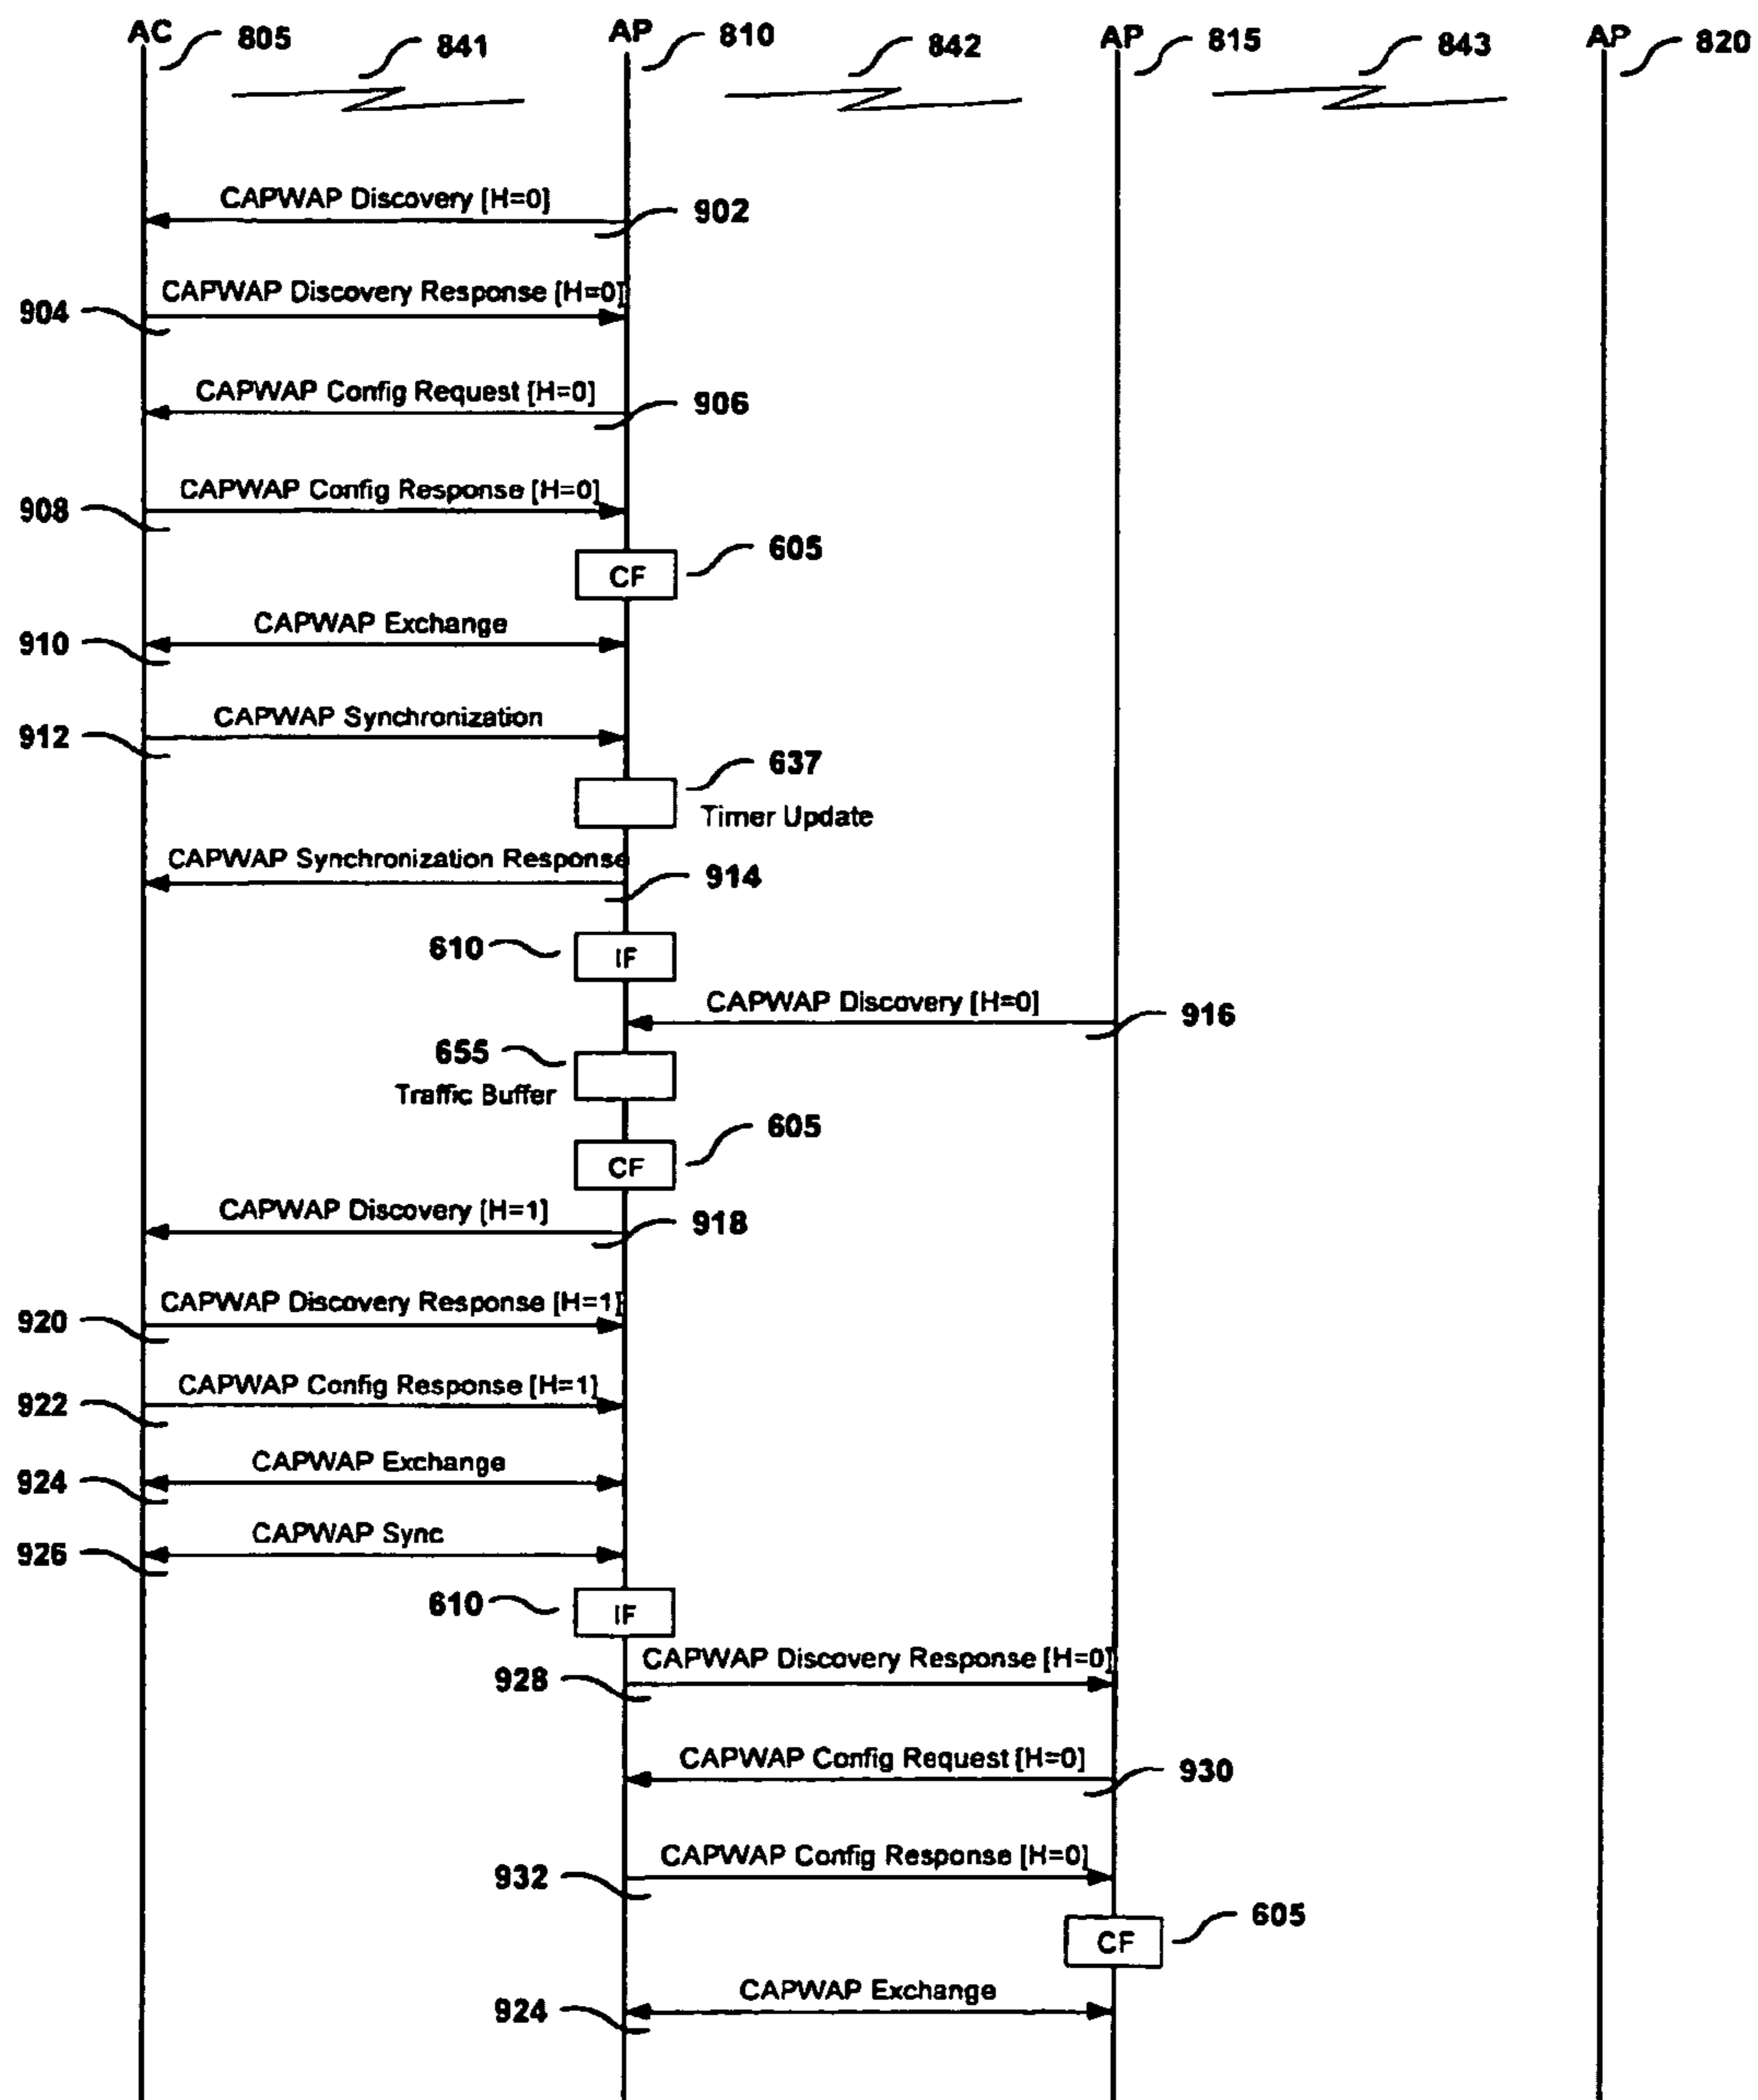 AC 805 841 AP 810 842 AP 815 843 AP 820
CAPWAP Discovery [H=0] 902
CAPWAP Discovery Response [H=0]
904
CAPWAP Config Request [H=0] 906
CAPWAP Config Response [H=0]
908
CF 605
CAPWAP Exchange
910
CAPWAP Synchronization
912
637
Timer Update
CAPWAP Synchronization Response
914
610 IF
CAPWAP Discovery [H=0] 916
655
Traffic Buffer
605
CF
CAPWAP Discovery [H=1] 918
CAPWAP Discovery Response [H=1]
920
CAPWAP Config Response [H=1]
922
CAPWAP Exchange
924
CAPWAP Sync
926
610 IF
CAPWAP Discovery Response [H=0]
928
CAPWAP Config Request [H=0] 930
CAPWAP Config Response [H=0]
932
605
CF
CAPWAP Exchange
924